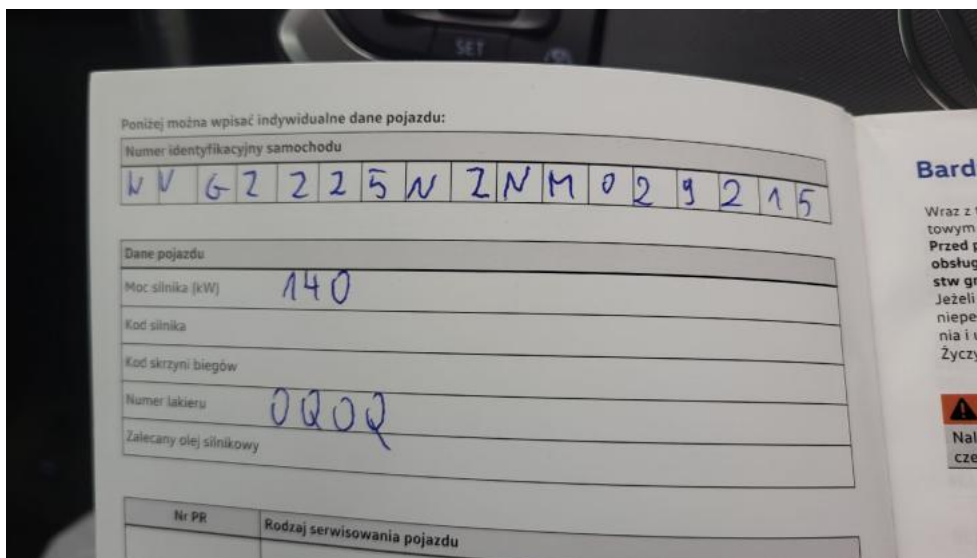 SET
Poniżej można wpisać indywidualne dane pojazdu:
Numer identyfikacyjny samochodu
W V G Z Z Z 5 N Z N M 0 2 9 2 1 5
Dane pojazdu
Moc silnika (kW) 140
Kod silnika
Kod skrzyni biegów
Numer lakieru 0Q0Q
Zalecany olej silnikowy
Nr PR Rodzaj serwisowania pojazdu
Bard
Wraz z
towym
Przed p
obsług
stw gr
Jeżeli
niepe
nia i
Życzy
Nal
cze